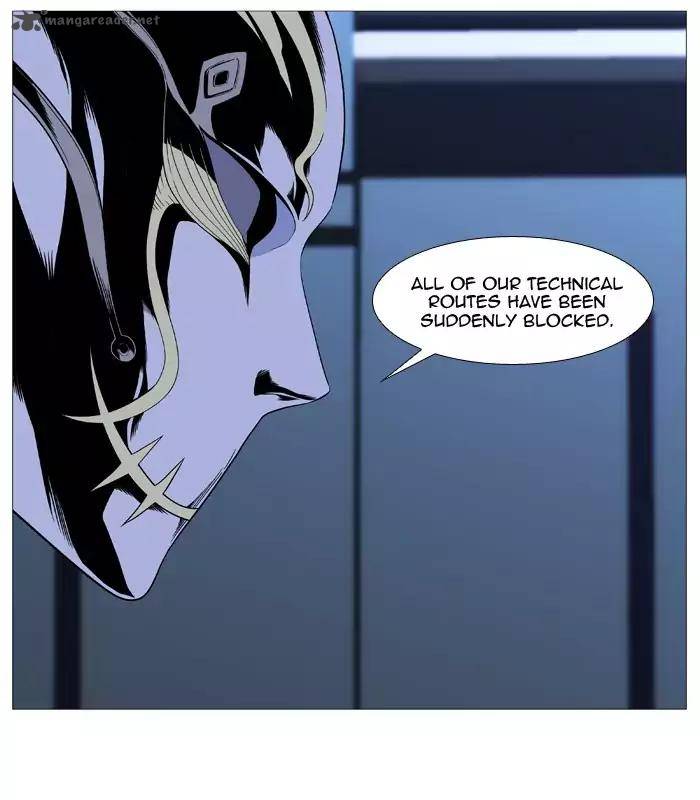 mangareader.net
ALL OF OUR TECHNICAL
ROUTES HAVE BEEN
SUDDENLY BLOCKED.